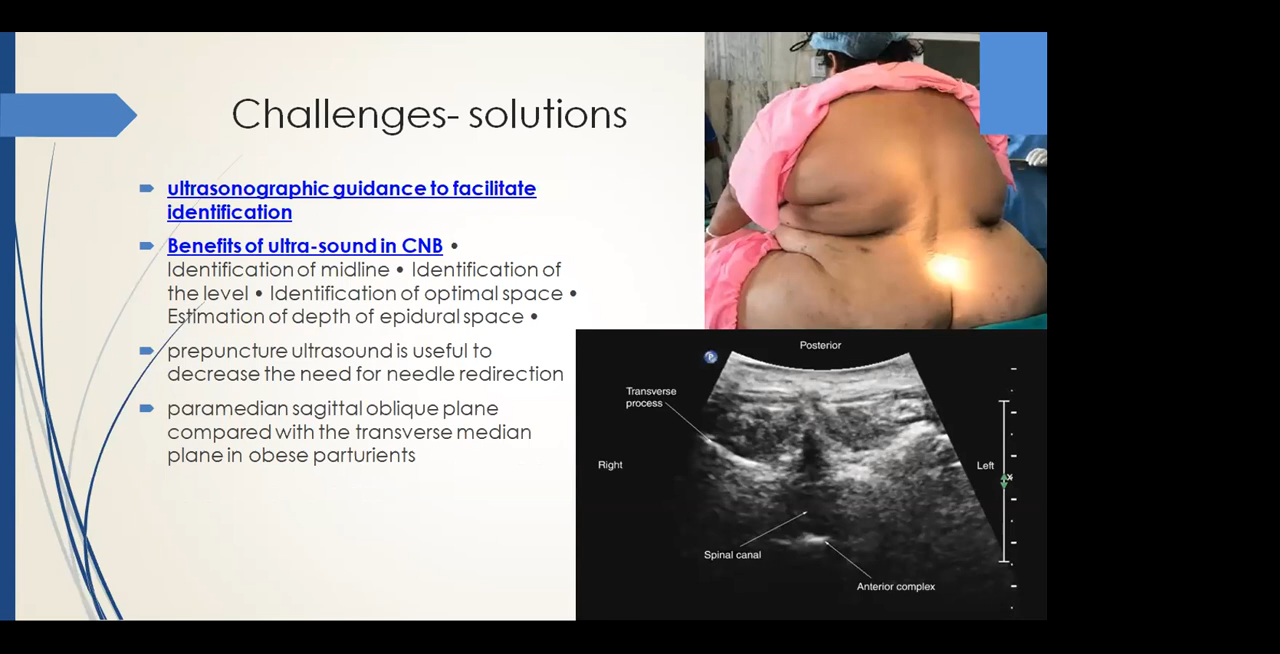 Challenges- solutions
ultrasonographic guidance to facilitate
identification
Benefits of ultra-sound in CNB •
Identification of midline • Identification of
the level • Identification of optimal space •
Estimation of depth of epidural space •
prepuncture ultrasound is useful to
decrease the need for needle redirection
paramedian sagittal oblique plane
compared with the transverse median
plane in obese parturients
Posterior
P
Transverse
process
Right
Left
x
Spinal canal
Anterior complex